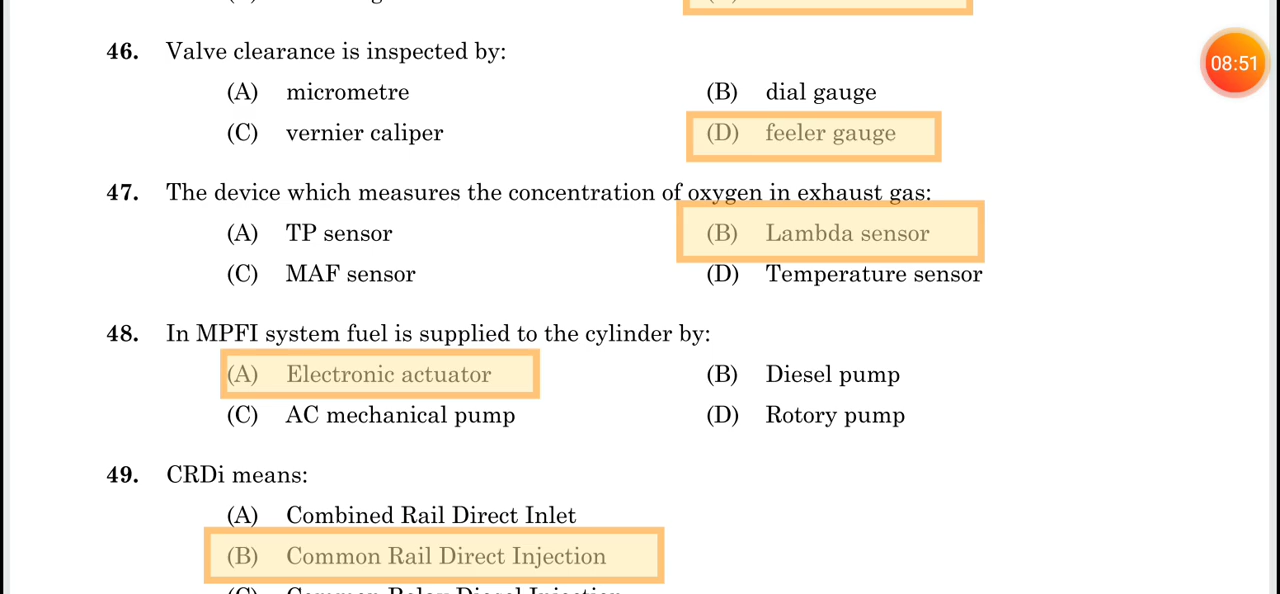 46. Valve clearance is inspected by:
(A) micrometre (B) dial gauge
(C) vernier caliper (D) feeler gauge
47. The device which measures the concentration of oxygen in exhaust gas:
(A) TP sensor (B) Lambda sensor
(C) MAF sensor (D) Temperature sensor
48. In MPFI system fuel is supplied to the cylinder by:
(A) Electronic actuator (B) Diesel pump
(C) AC mechanical pump (D) Rotory pump
49. CRDi means:
(A) Combined Rail Direct Inlet
(B) Common Rail Direct Injection
08:51